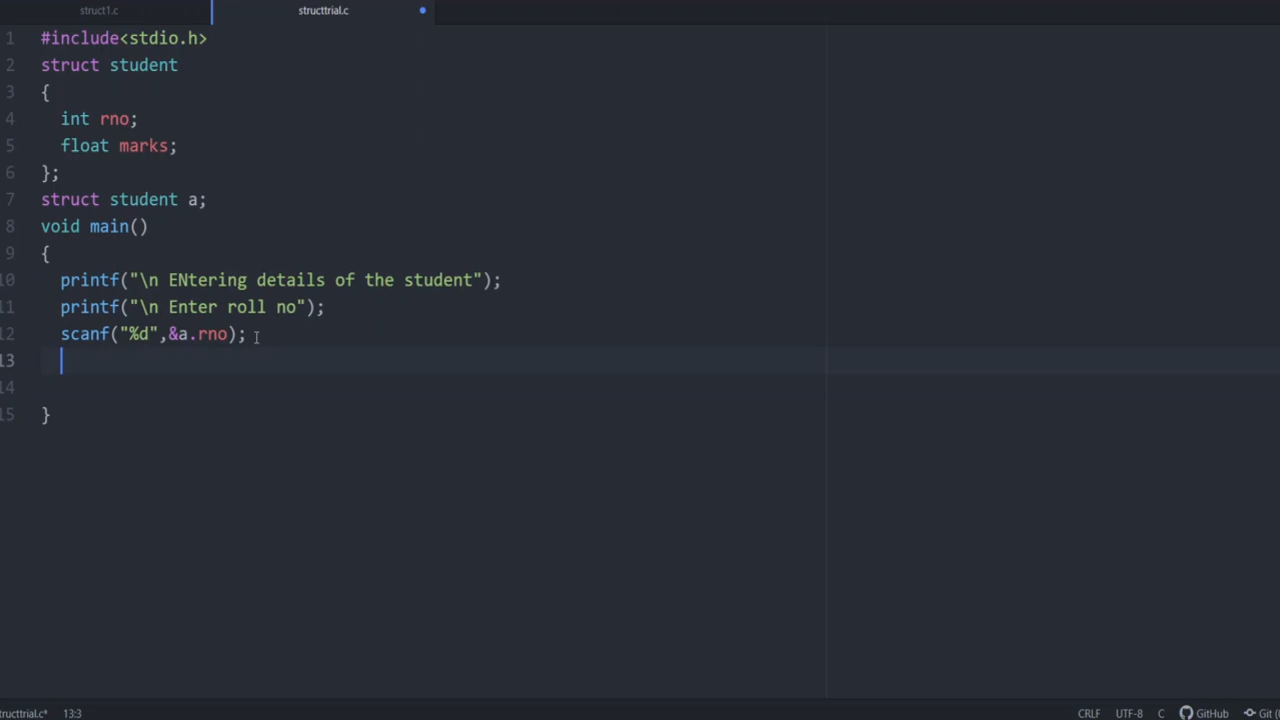 struct1.c
structtrial.c
1 #include<stdio.h>
2 struct student
3 {
4 int rno;
5 float marks;
6 };
7 struct student a;
8 void main()
9 {
10 printf("\n ENtering details of the student");
11 printf("\n Enter roll no");
12 scanf("%d",&a.rno);
13
14
15 }
tructtrial.c* 13:3 CRLF UTF-8 C GitHub Git (